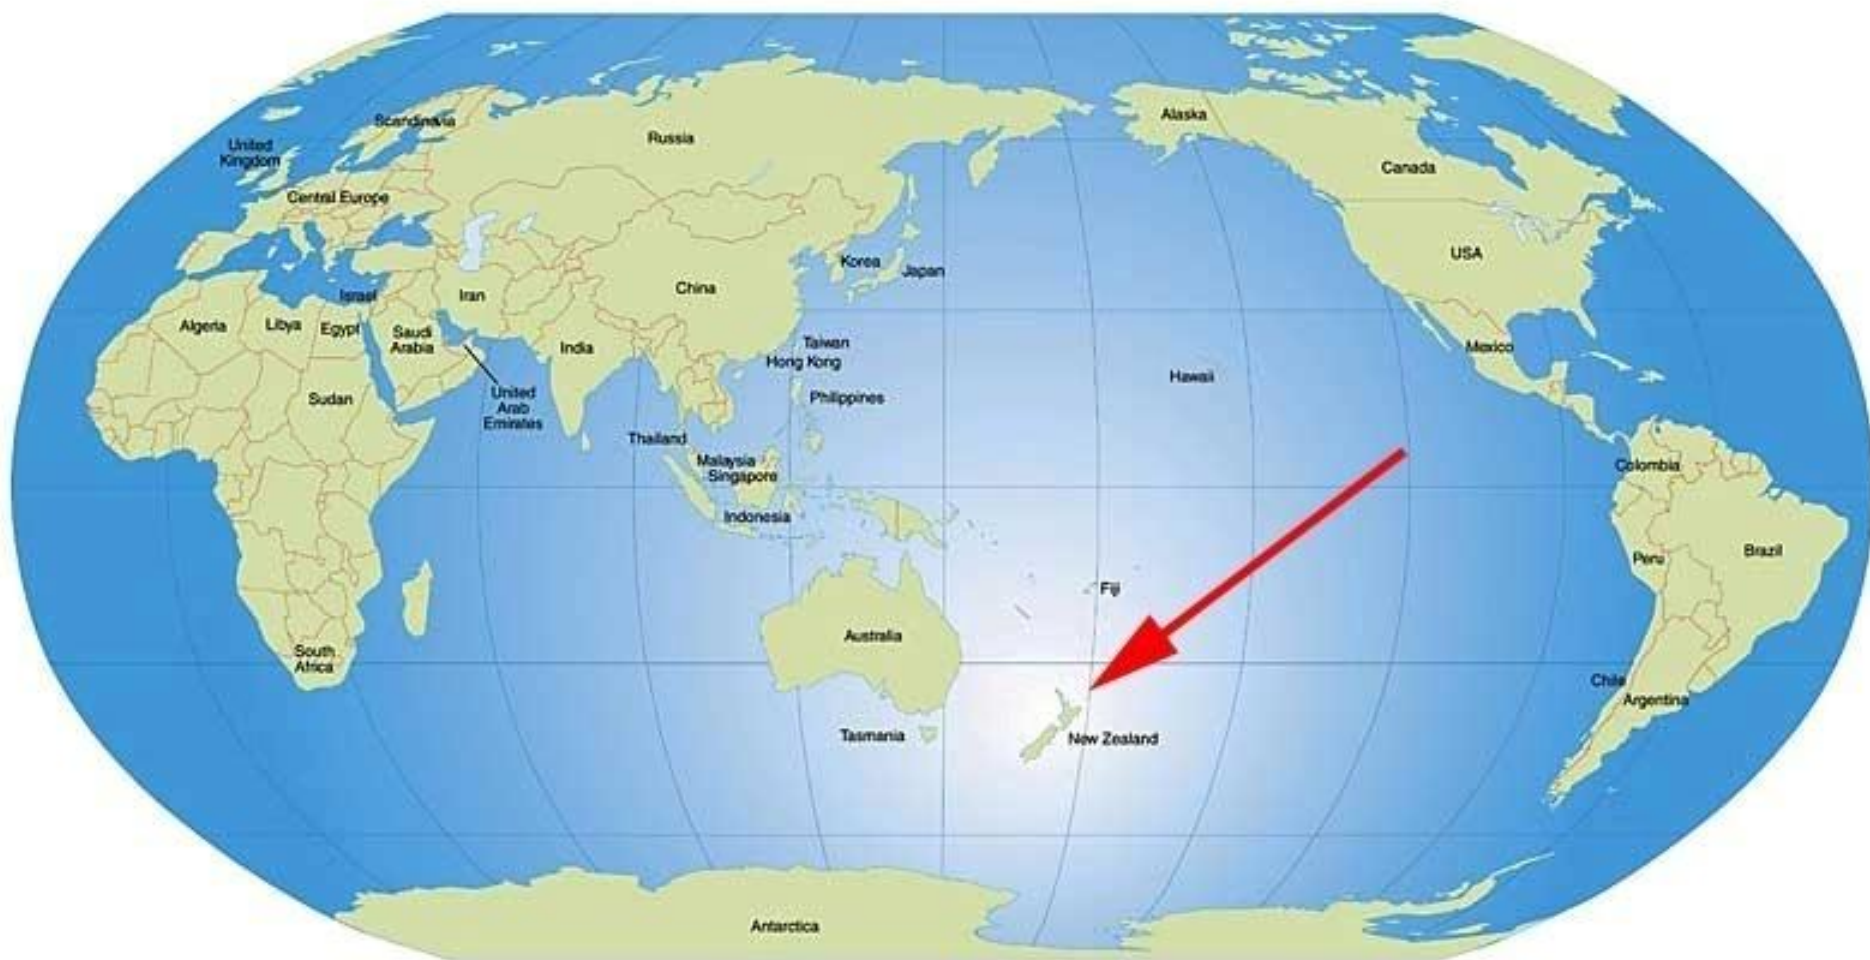 Scandinavia
Alaska
Russia
United
Kingdom
Canada
Central Europe
USA
Korea
Japan
China
Israel
Iran
Algeria
Libya
Egypt
Saudi
Arabia
India
Taiwan
Hong Kong
Mexico
Hawaii
Sudan
United
Arab
Emirates
Philippines
Thailand
Malaysia
Singapore
Colombia
Indonesia
Peru
Brazil
Fiji
Australia
South
Africa
Chile
Argentina
Tasmania
New Zealand
Antarctica